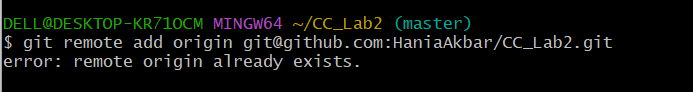 DELL@DESKTOP-KR71OCM MINGW64 ~/CC_Lab2 (master)
$ git remote add origin git@github.com:HaniaAkbar/CC_Lab2.git
error: remote origin already exists.